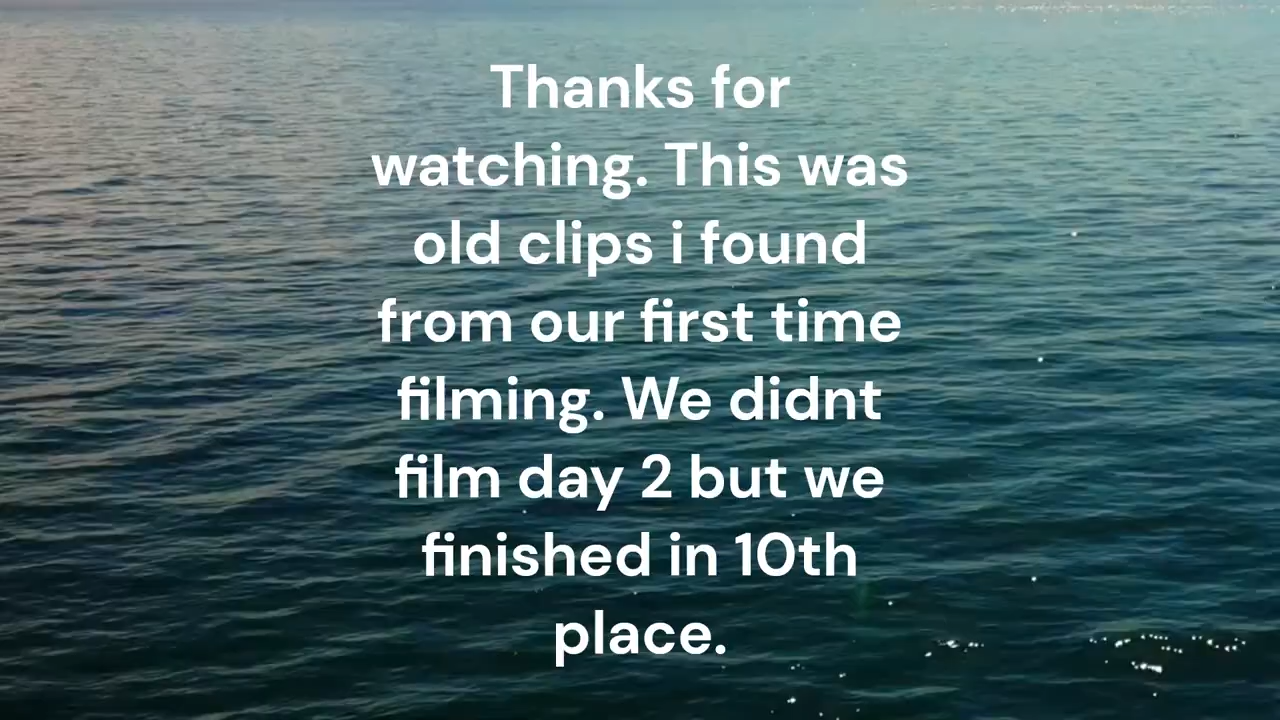 Thanks for
watching. This was
old clips i found
from our first time
filming. We didnt
film day 2 but we
finished in 10th
place.